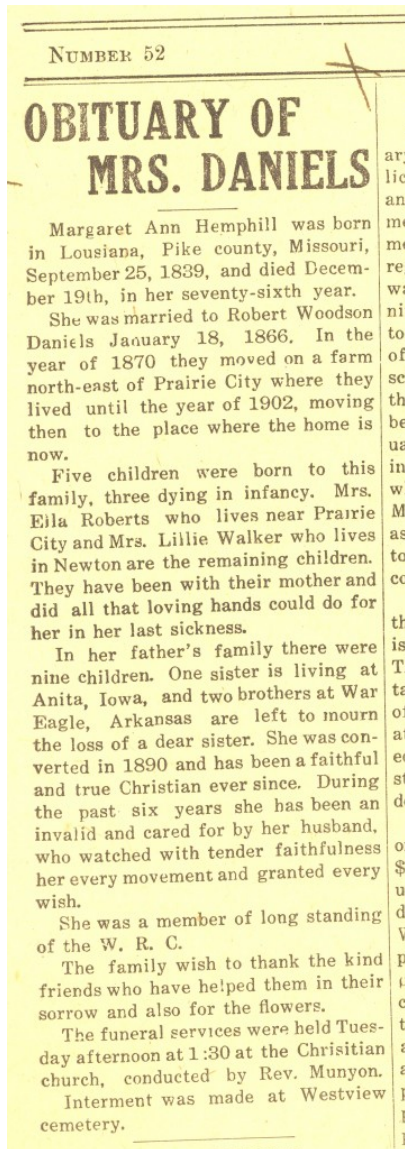 NUMBER 52
OBITUARY OF
MRS. DANIELS
Margaret Ann Hemphill was born
in Lousiana, Pike county, Missouri,
September 25, 1839, and died Decem-
ber 19th, in her seventy-sixth year.
She was married to Robert Woodson
Daniels January 18, 1866. In the
year of 1870 they moved on a farm
north-east of Prairie City where they
lived until the year of 1902, moving
then to the place where the home is
now.
Five children were born to this
family, three dying in infancy. Mrs.
Ella Roberts who lives near Prairie
City and Mrs. Lillie Walker who lives
in Newton are the remaining children.
They have been with their mother and
did all that loving hands could do for
her in her last sickness.
In her father's family there were
nine children. One sister is living at
Anita, Iowa, and two brothers at War
Eagle, Arkansas are left to mourn
the loss of a dear sister. She was con-
verted in 1890 and has been a faithful
and true Christian ever since. During
the past six years she has been an
invalid and cared for by her husband,
who watched with tender faithfulness
her every movement and granted every
wish.
She was a member of long standing
of the W. R. C.
The family wish to thank the kind
friends who have helped them in their
sorrow and also for the flowers.
The funeral services were held Tues-
day afternoon at 1:30 at the Chrisitian
church, conducted by Rev. Munyon.
Interment was made at Westview
cemetery.